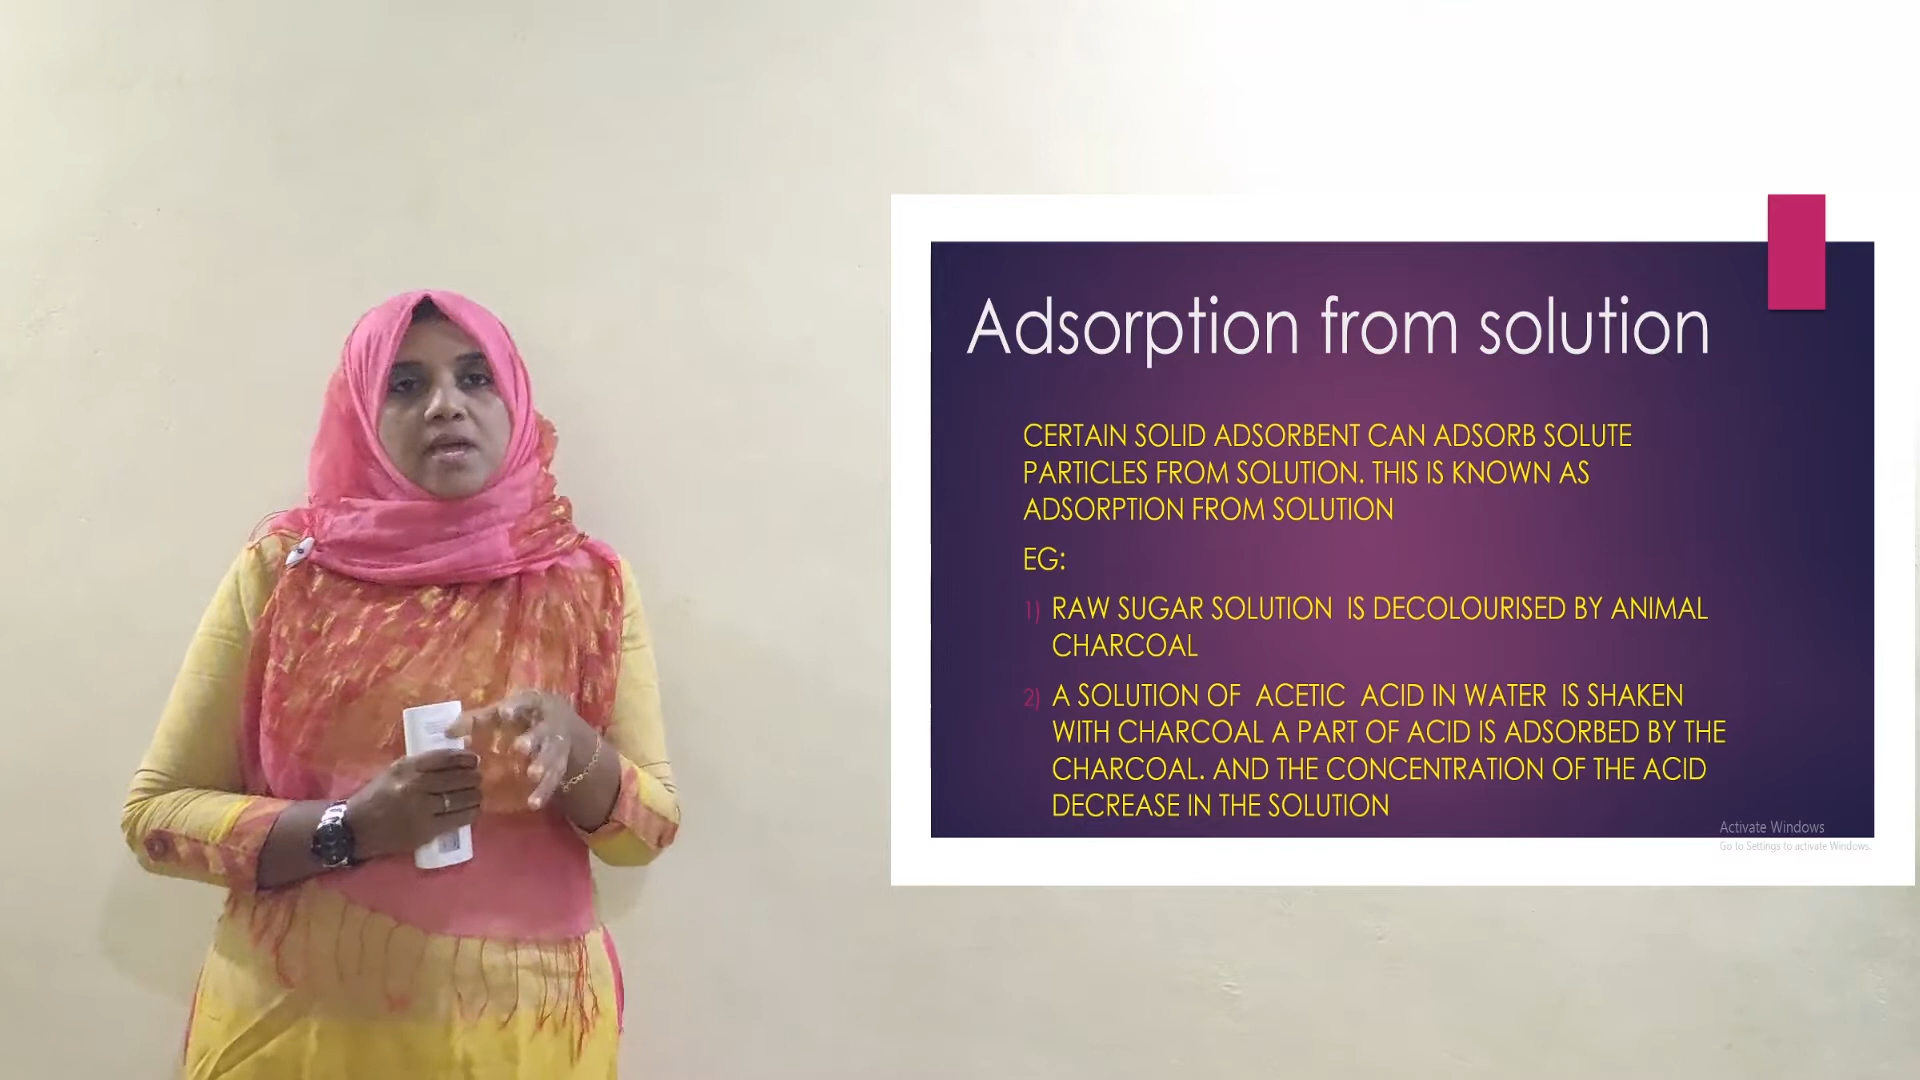 Adsorption from solution
CERTAIN SOLID ADSORBENT CAN ADSORB SOLUTE
PARTICLES FROM SOLUTION. THIS IS KNOWN AS
ADSORPTION FROM SOLUTION
EG:
1) RAW SUGAR SOLUTION IS DECOLOURISED BY ANIMAL
CHARCOAL
2) A SOLUTION OF ACETIC ACID IN WATER IS SHAKEN
WITH CHARCOAL A PART OF ACID IS ADSORBED BY THE
CHARCOAL. AND THE CONCENTRATION OF THE ACID
DECREASE IN THE SOLUTION
Activate Windows
Go to Settings to activate Windows.